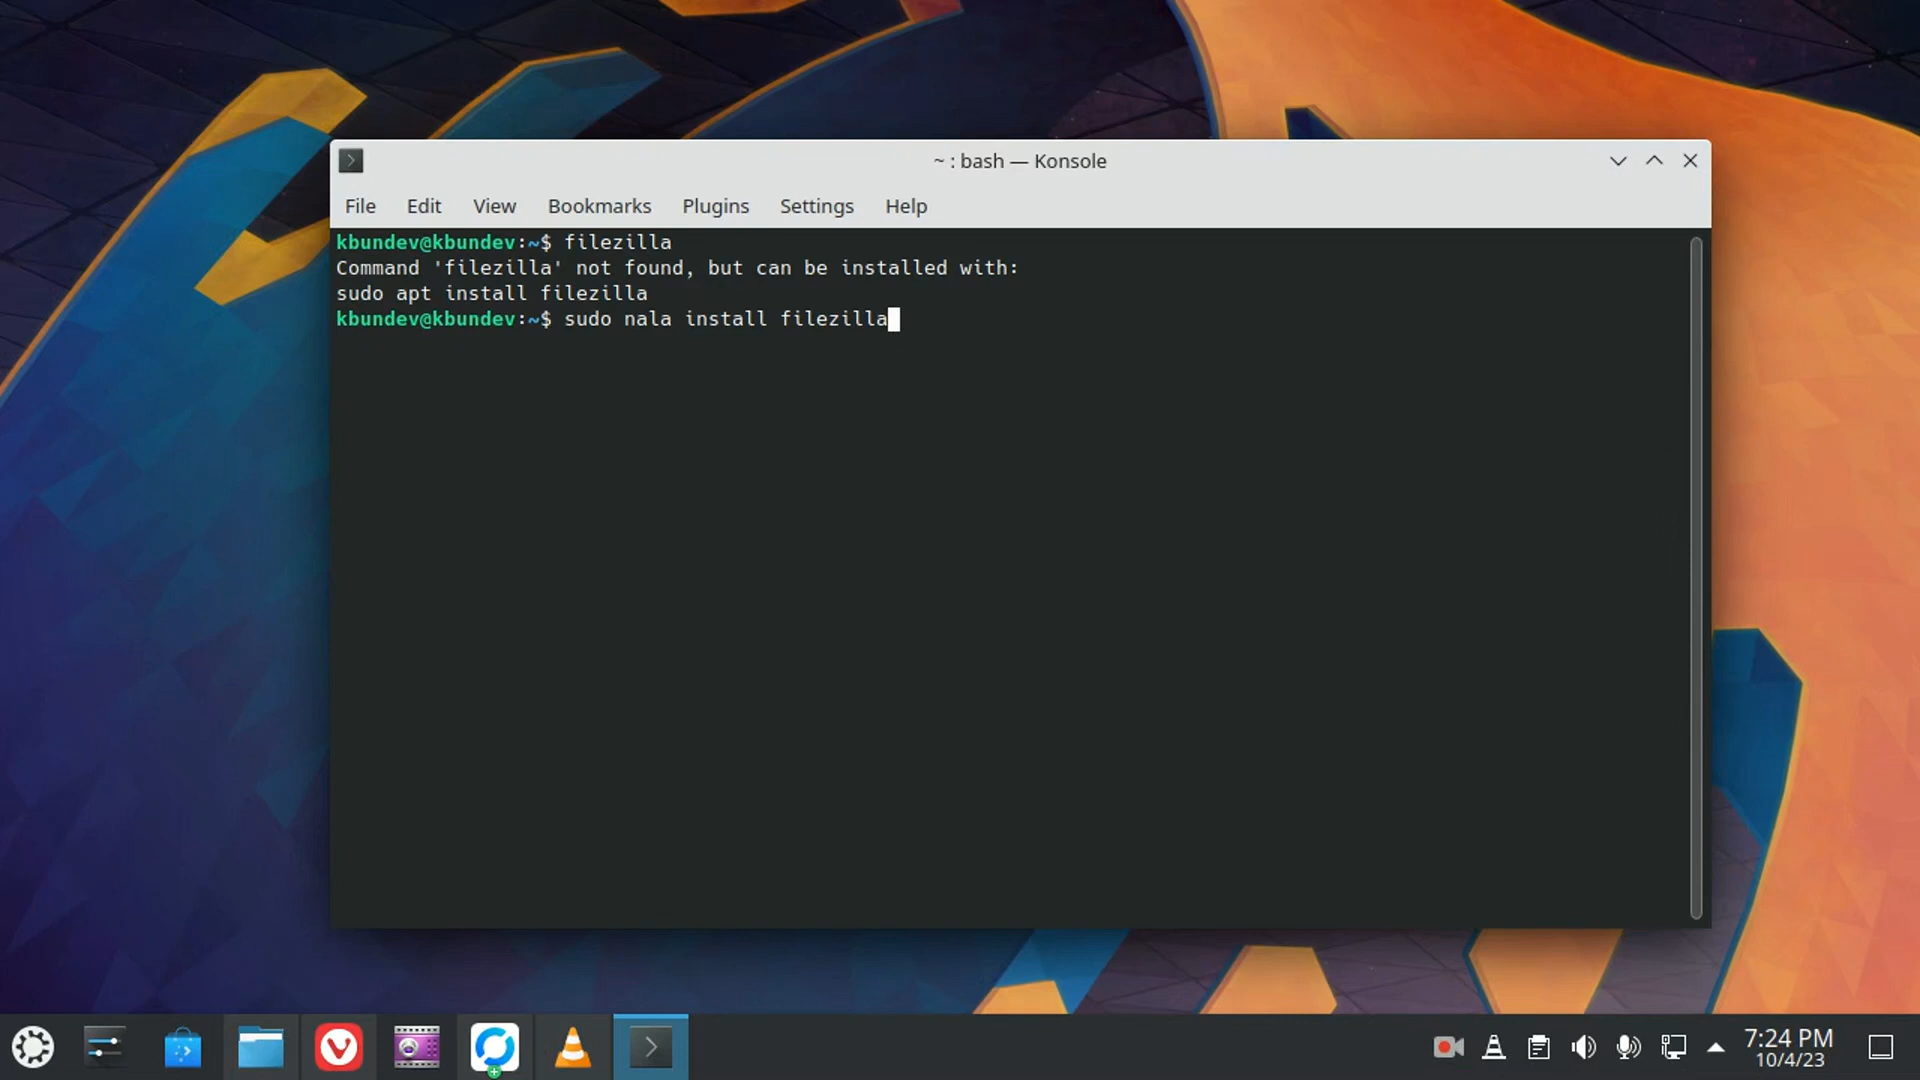 ~ : bash — Konsole
File Edit View Bookmarks Plugins Settings Help
kbundev@kbundev:~$ filezilla
Command 'filezilla' not found, but can be installed with:
sudo apt install filezilla
kbundev@kbundev:~$ sudo nala install filezilla
7:24 PM
10/4/23